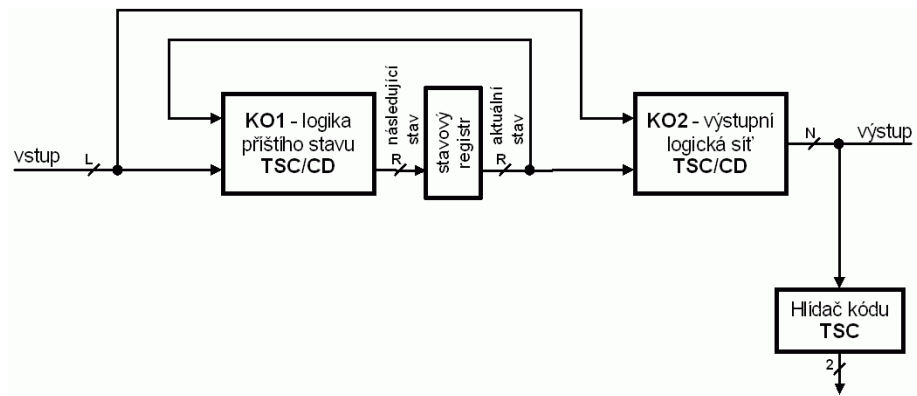 KO1 - logika
příštího stavu
TSC/CD
následující
stav
stavový
registr
aktuální
stav
KO2 - výstupní
logická síť
TSC/CD
vstup
L
R
R
N
výstup
Hlídač kódu
TSC
2